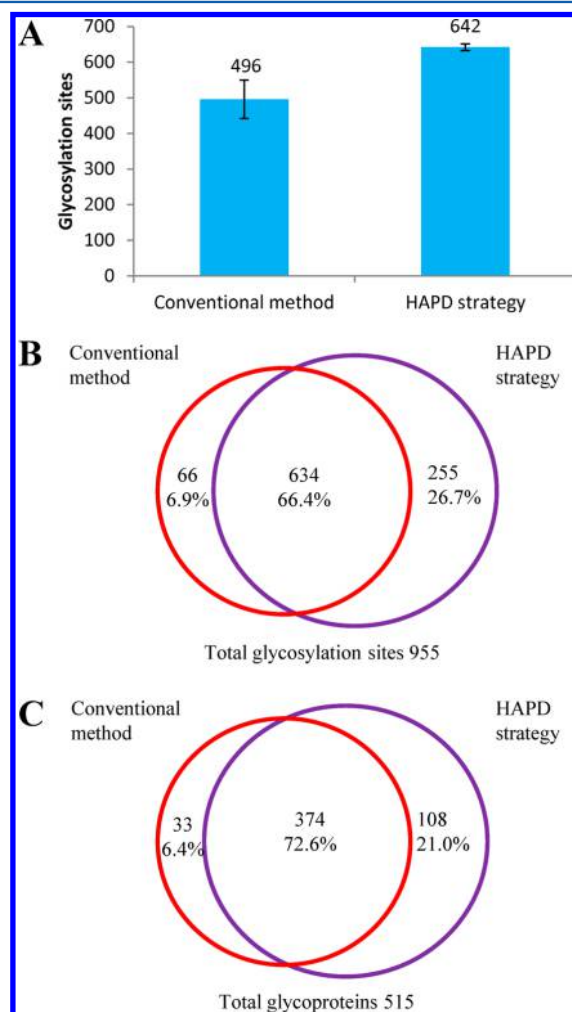 A
Glycosylation sites
700
600
500
400
300
200
100
0
496
642
Conventional method
HAPD strategy
B
Conventional
method
HAPD
strategy
66
6.9%
634
66.4%
255
26.7%
Total glycosylation sites 955
C
Conventional
method
HAPD
strategy
33
6.4%
374
72.6%
108
21.0%
Total glycoproteins 515